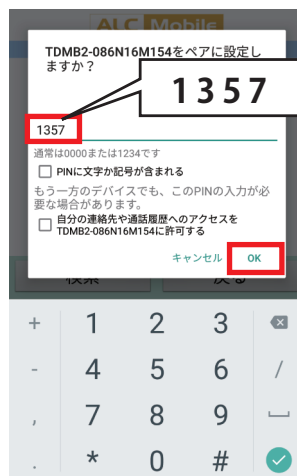 ALC Mobile
TDMB2-086N16M154をペアに設定し
ますか？
1357
1357
通常は0000または1234です
PINに文字か記号が含まれる
もう一方のデバイスでも、このPINの入力が必
要な場合があります。
自分の連絡先や通話履歴へのアクセスを
TDMB2-086N16M154に許可する
キャンセル OK
検索 戻る
+ 1 2 3
- 4 5 6 /
, 7 8 9
. * 0 #